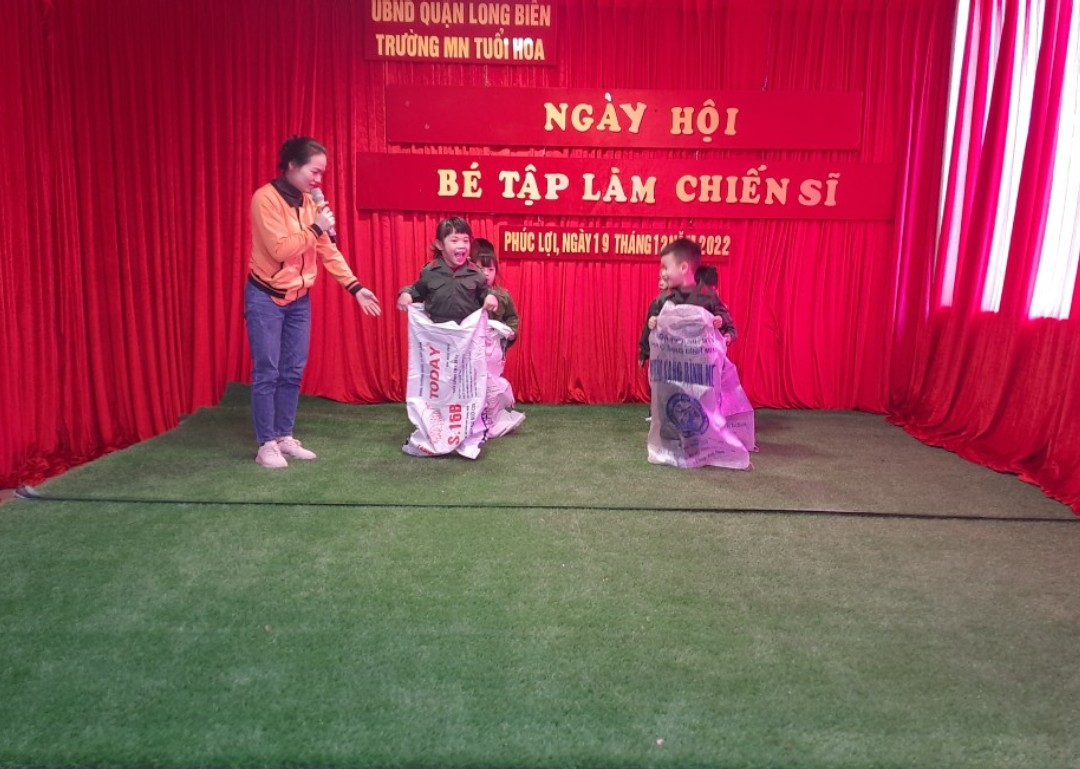 UBND QUẬN LONG BIÊN
TRƯỜNG MN TUỔI HOA
NGÀY HỘI
BÉ TẬP LÀM CHIẾN SĨ
PHÚC LỢI, NGÀY 19 THÁNG 12 NĂM 2022
TODAY
S.16B